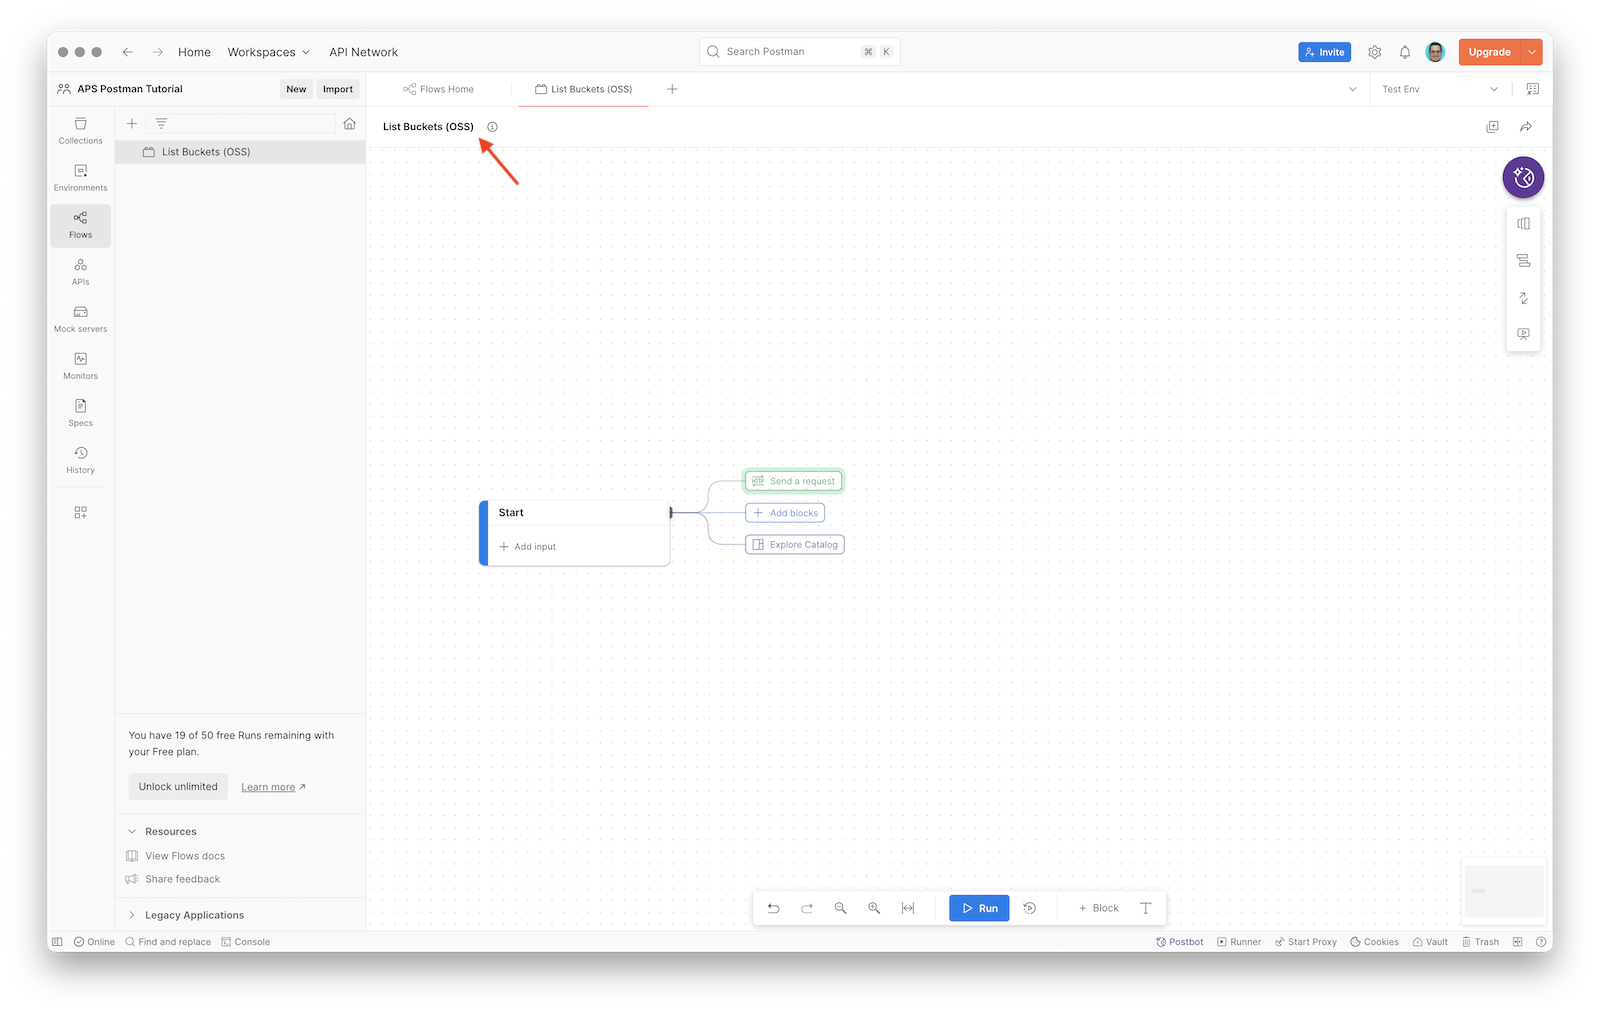 Home
Workspaces
API Network
Search Postman
⌘
K
Invite
Upgrade
APS Postman Tutorial
New
Import
Flows Home
List Buckets (OSS)
Test Env
Collections
Environments
Flows
APIs
Mock servers
Monitors
Specs
History
List Buckets (OSS)
List Buckets (OSS)
Start
Add input
HTTP
Send a request
Add blocks
Explore Catalog
You have 19 of 50 free Runs remaining with
your Free plan.
Unlock unlimited
Learn more
Resources
View Flows docs
Share feedback
Legacy Applications
Run
Block
Online
Find and replace
Console
Postbot
Runner
Start Proxy
Cookies
Vault
Trash